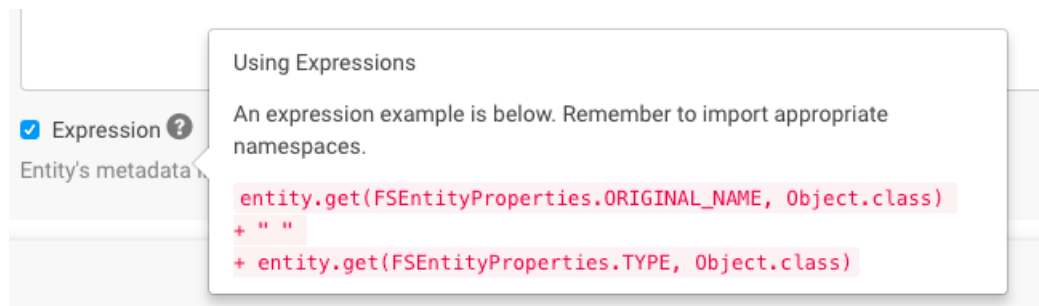 Using Expressions
An expression example is below. Remember to import appropriate
namespaces.
Expression ?
Entity's metadata
entity.get(FSEntityProperties.ORIGINAL_NAME, Object.class)
+ " "
+ entity.get(FSEntityProperties.TYPE, Object.class)